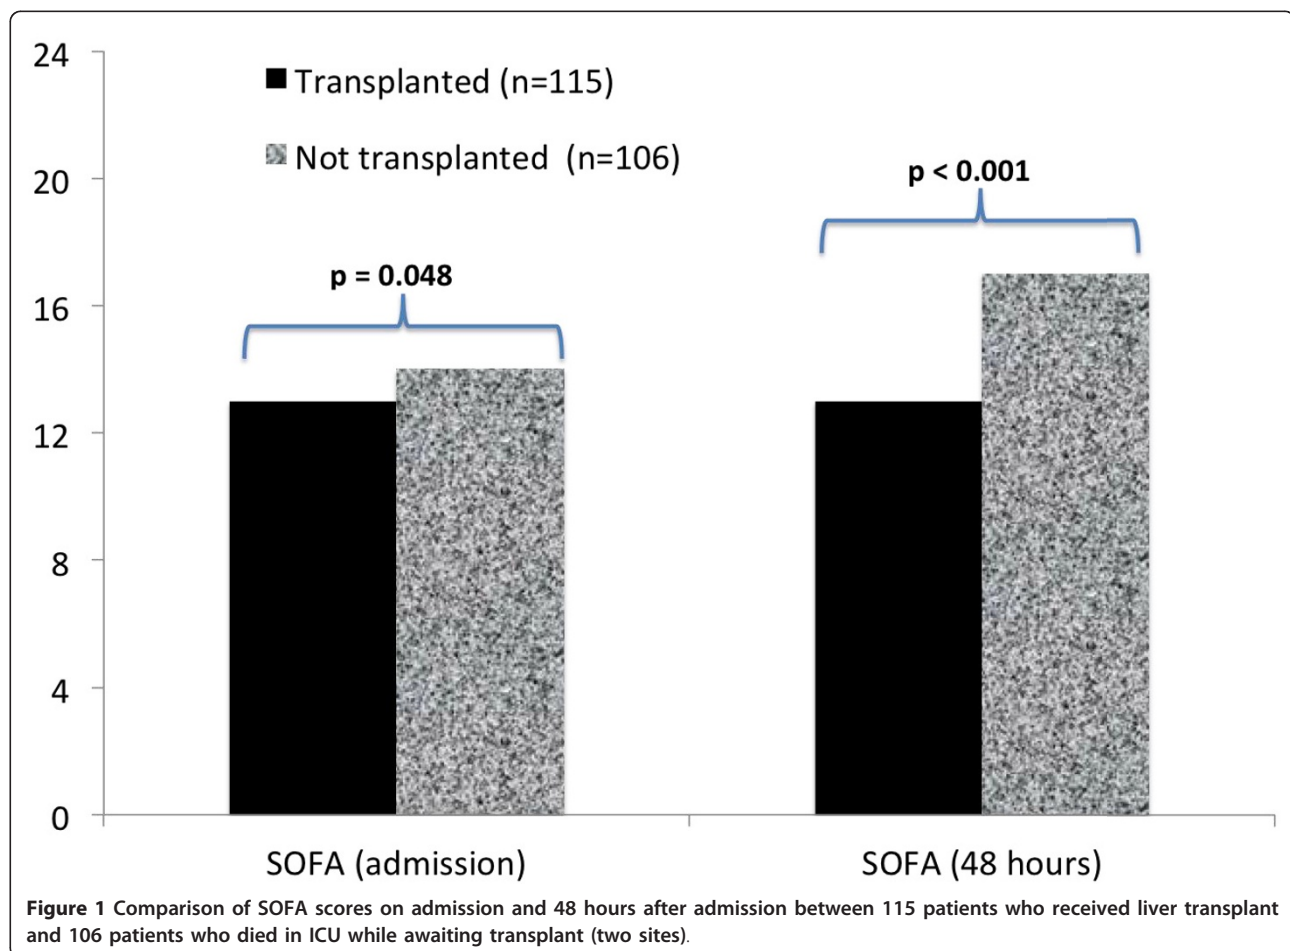 24
Transplanted (n=115)
Not transplanted (n=106)
20
p < 0.001
p = 0.048
16
12
8
4
0
SOFA (admission) SOFA (48 hours)
Figure 1 Comparison of SOFA scores on admission and 48 hours after admission between 115 patients who received liver transplant
and 106 patients who died in ICU while awaiting transplant (two sites).